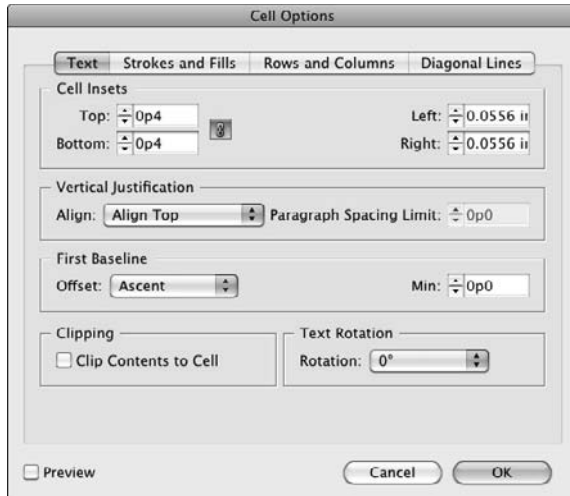 Cell Options
Text Strokes and Fills Rows and Columns Diagonal Lines
Cell Insets
Top: 0p4 Left: 0.0556 i
Bottom: 0p4 Right: 0.0556 i
Vertical Justification
Align: Align Top Paragraph Spacing Limit: 0p0
First Baseline
Offset: Ascent Min: 0p0
Clipping Text Rotation
Clip Contents to Cell Rotation: 0°
Preview Cancel OK